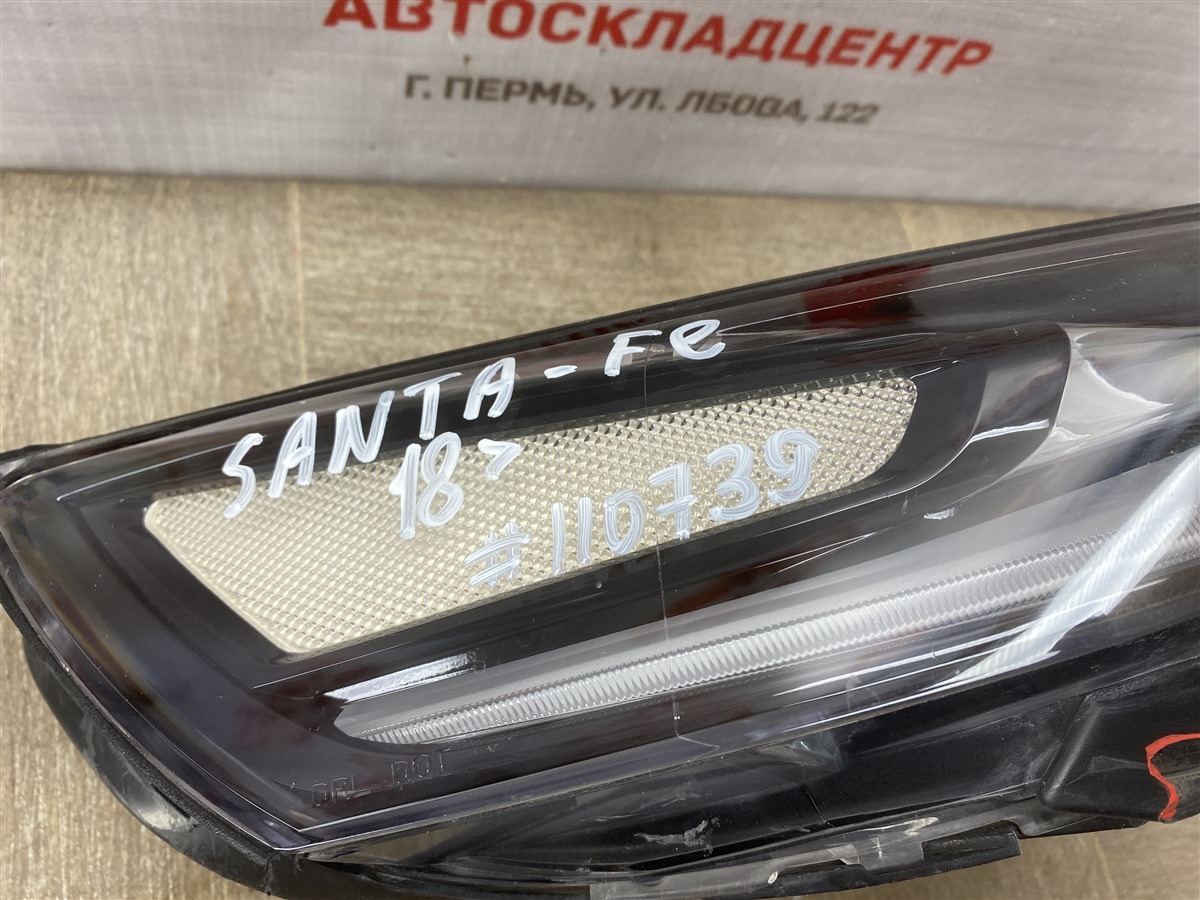 АВТОСКЛАДЦЕНТР
Г. ПЕРМЬ, УЛ. ЛБОВА, 122
SANTA-Fe
18>
#110739
DRL DOT